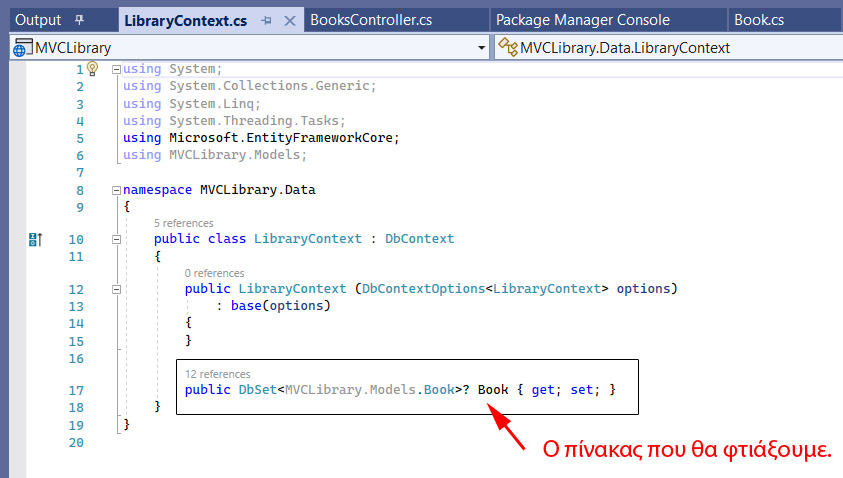 Output LibraryContext.cs BooksController.cs Package Manager Console Book.cs
MVCLibrary MVCLibrary.Data.LibraryContext
1 using System;
2 using System.Collections.Generic;
3 using System.Linq;
4 using System.Threading.Tasks;
5 using Microsoft.EntityFrameworkCore;
6 using MVCLibrary.Models;
7
8 namespace MVCLibrary.Data
9 {
5 references
10 public class LibraryContext : DbContext
11 {
0 references
12 public LibraryContext (DbContextOptions<LibraryContext> options)
13 : base(options)
14 {
15 }
16
12 references
17 public DbSet<MVCLibrary.Models.Book>? Book { get; set; }
18 }
19 }
20
Ο πίνακας που θα φτιάξουμε.